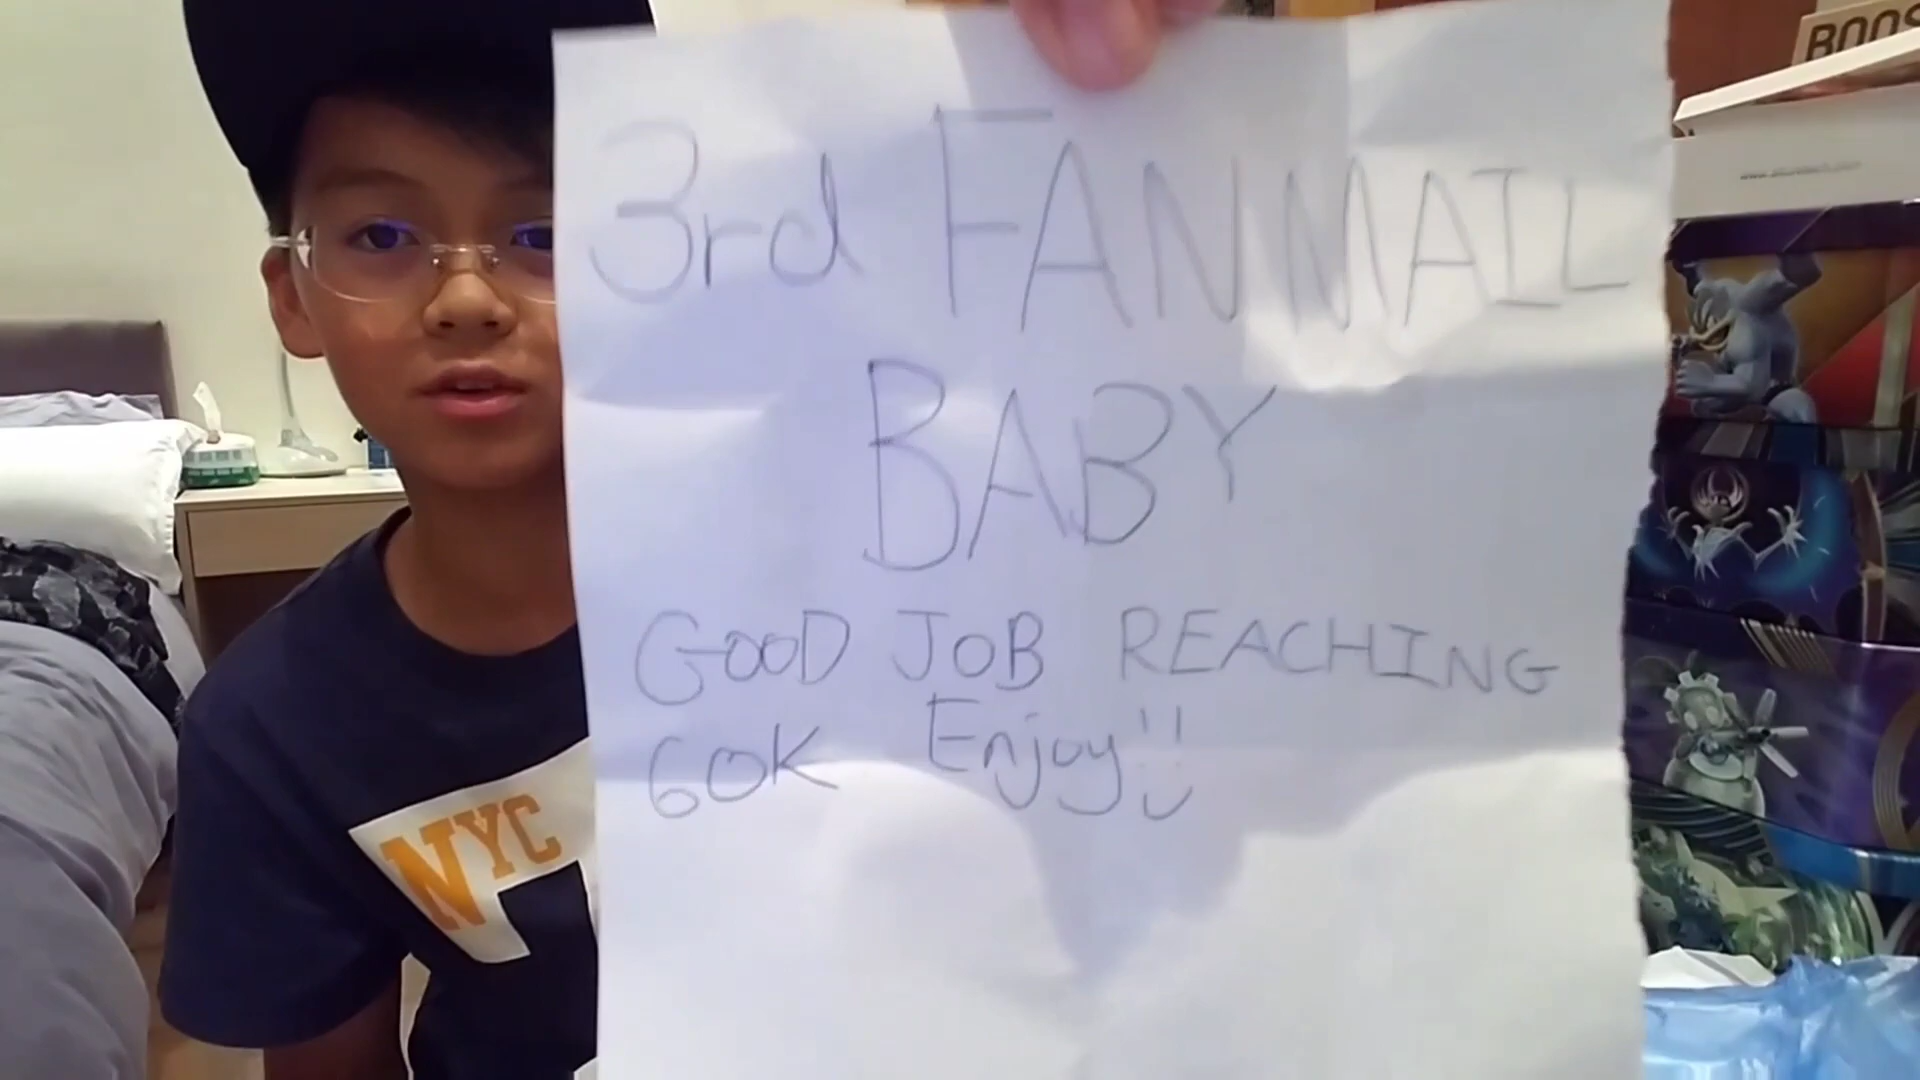 3rd FANMAIL
BABY
GOOD JOB REACHING
60K Enjoy!!
NYC